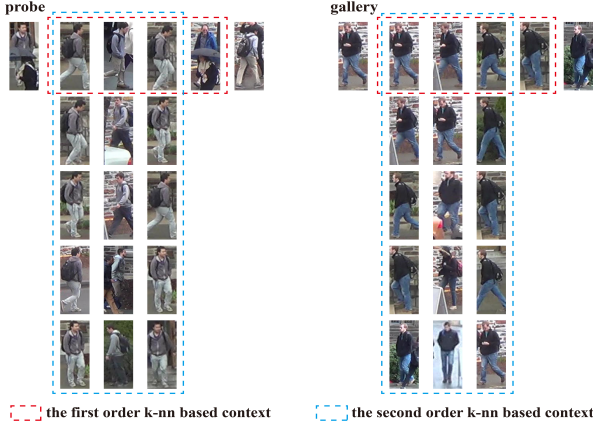 probe
gallery
the first order k-nn based context
the second order k-nn based context